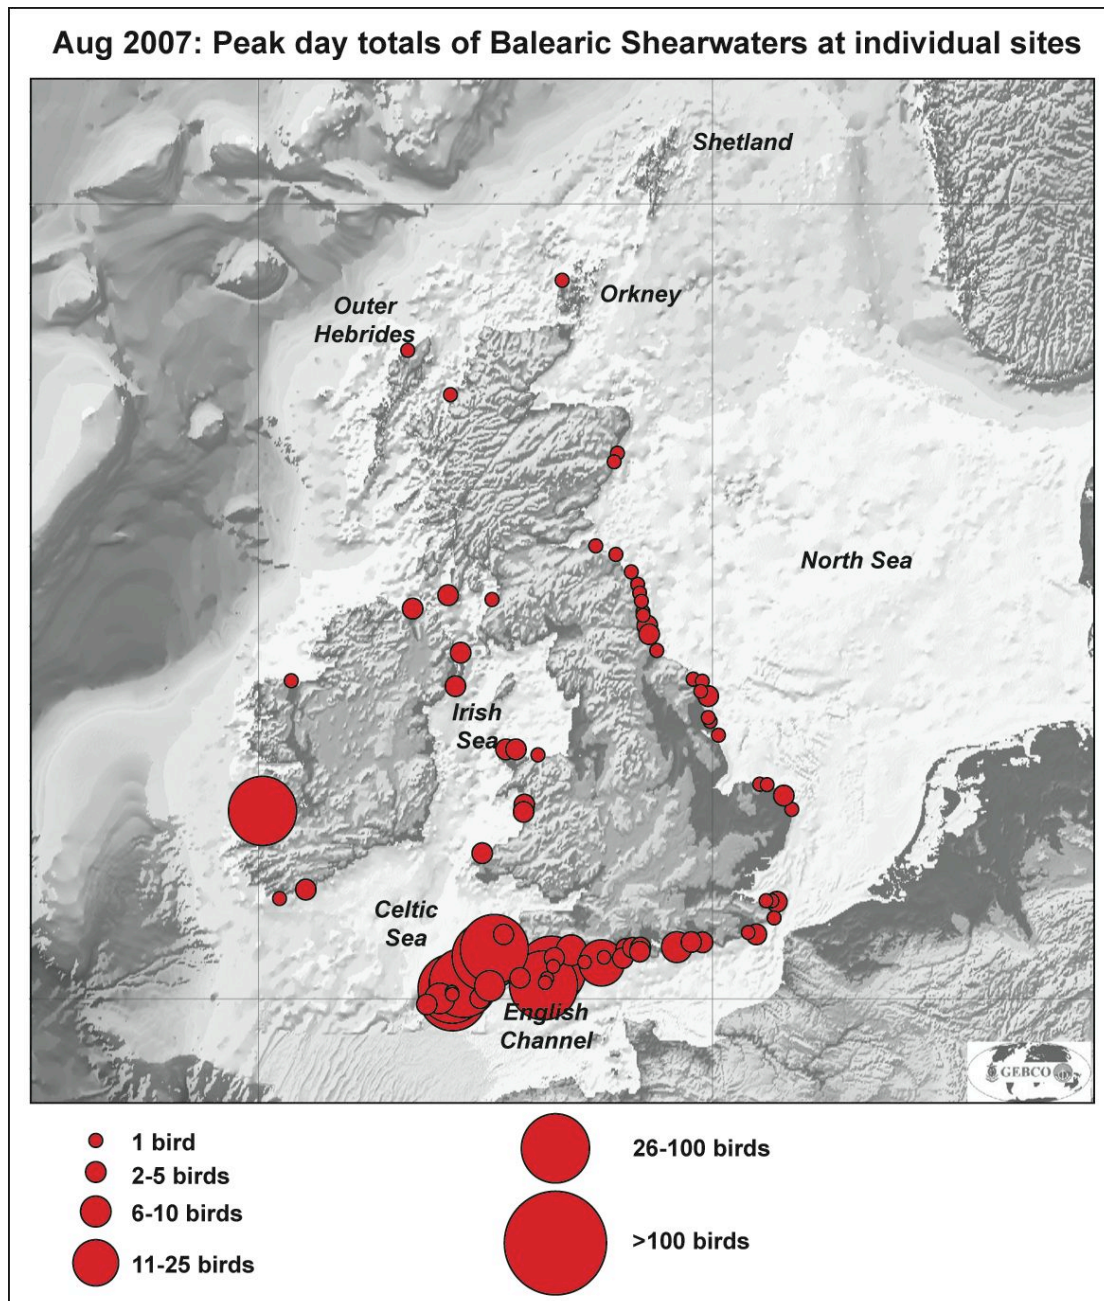 Aug 2007: Peak day totals of Balearic Shearwaters at individual sites
Shetland
Orkney
Outer
Hebrides
North Sea
Irish
Sea
Celtic
Sea
English
Channel
GEBCO
1 bird
2-5 birds
6-10 birds
11-25 birds
26-100 birds
>100 birds